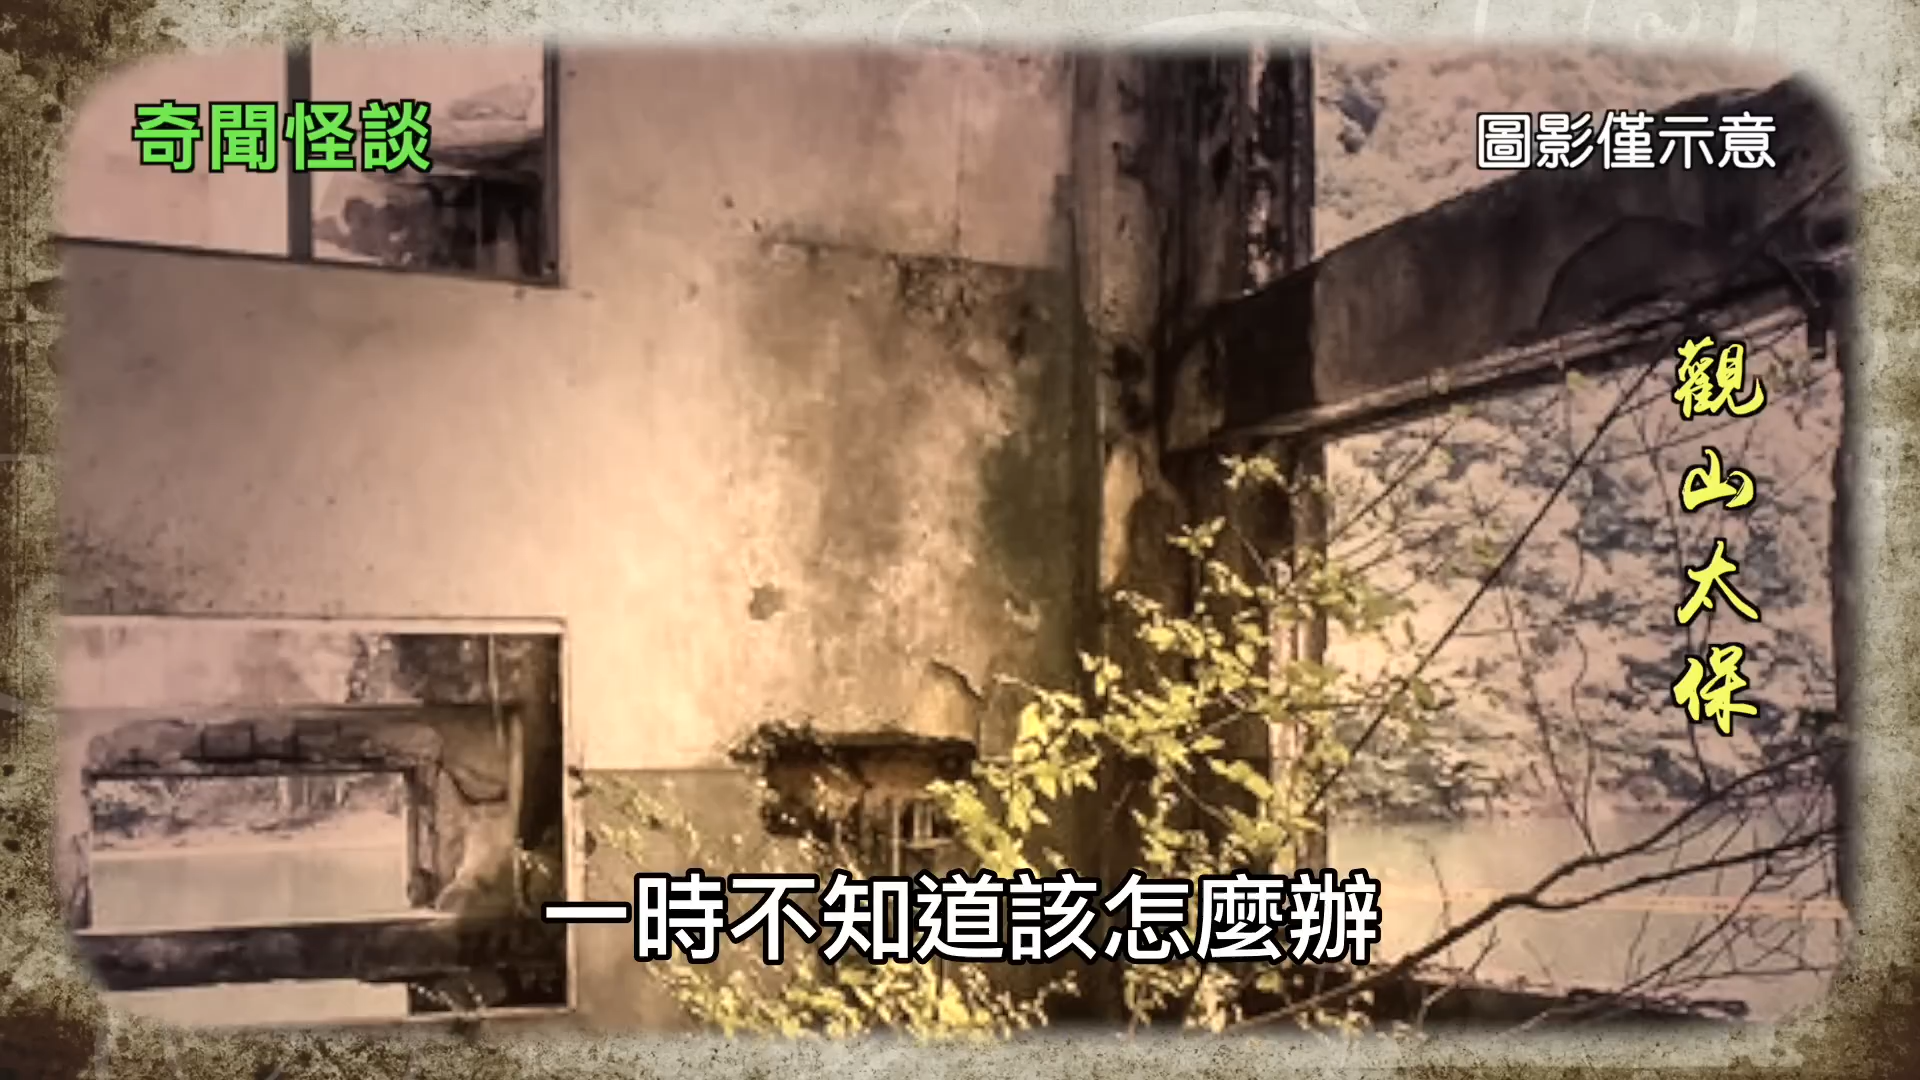 奇聞怪談
圖影僅示意
觀山太保
一時不知道該怎麼辦